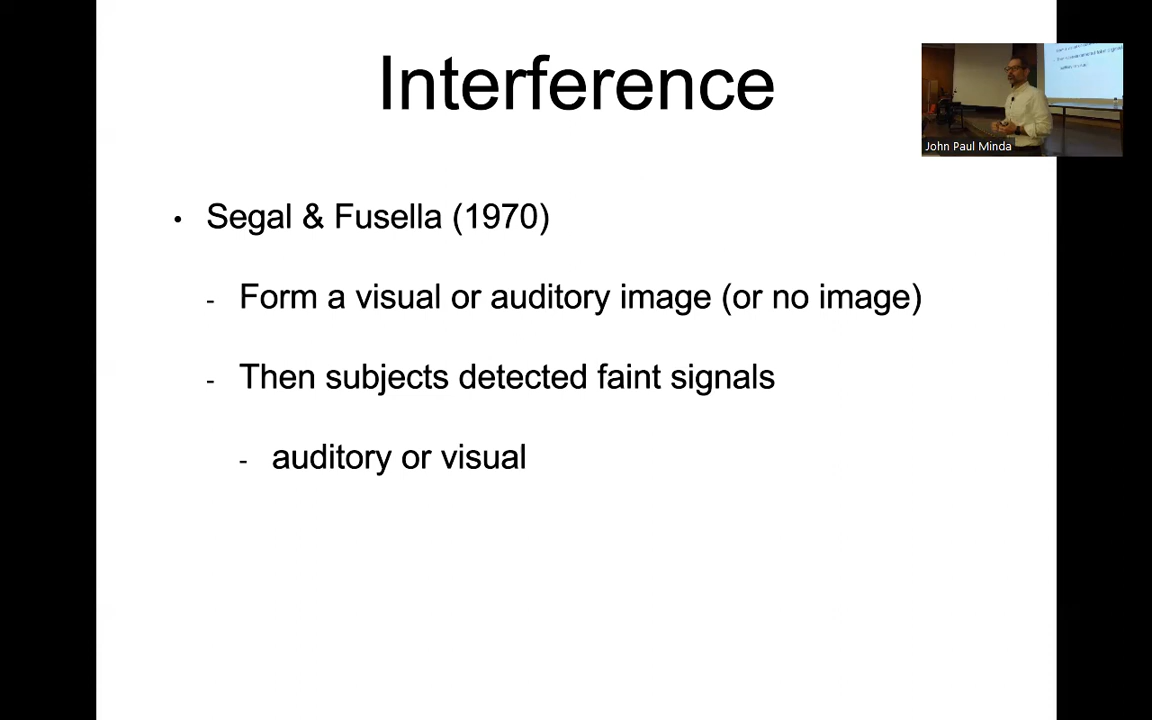 Interference
John Paul Minda
• Segal & Fusella (1970)
- Form a visual or auditory image (or no image)
- Then subjects detected faint signals
- auditory or visual